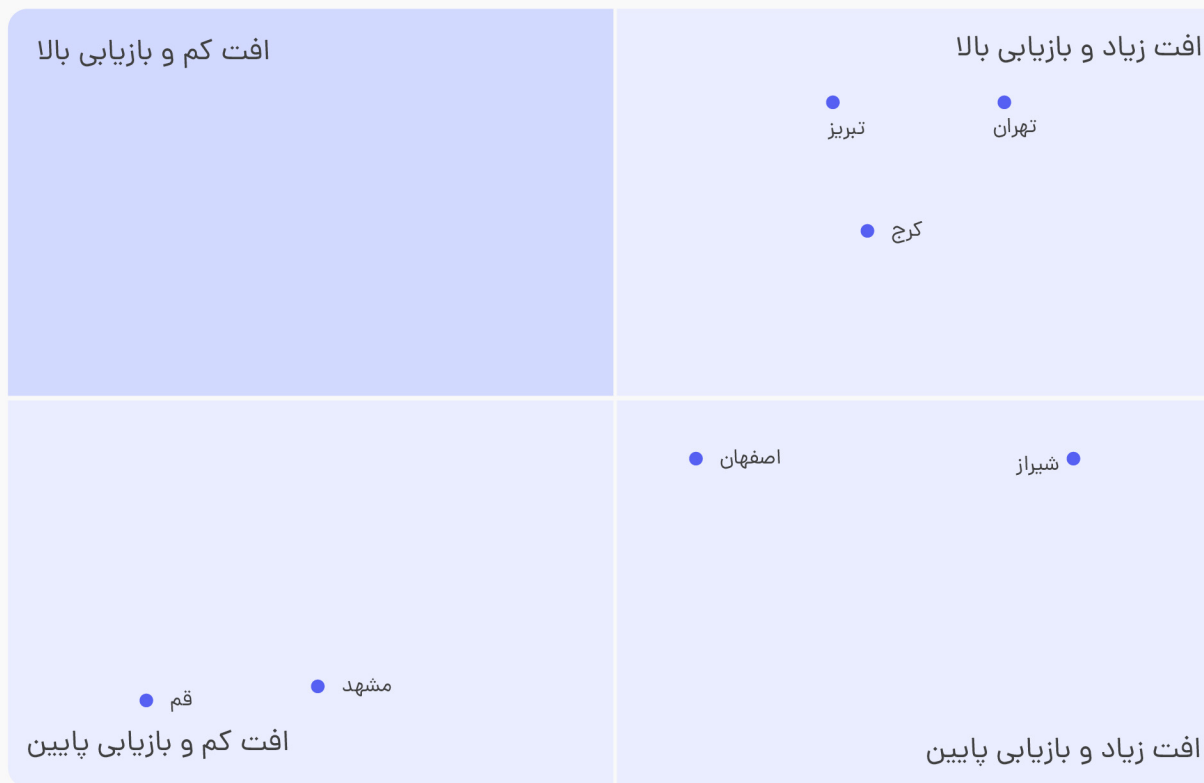 افت زیاد و بازیابی بالا
افت کم و بازیابی بالا
تهران
تبریز
کرج
شیراز
اصفهان
مشهد
قم
افت زیاد و بازیابی پایین
افت کم و بازیابی پایین